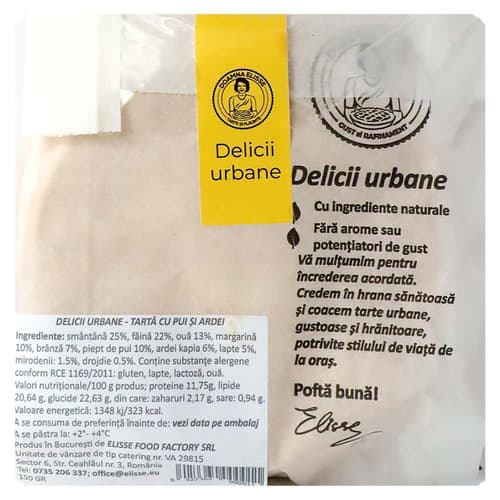 DOAMNA ELISSE
TARTE ȘI PLĂCINTE
Delicii
urbane
GUST și RAFINAMENT
Delicii urbane
Cu ingrediente naturale
Fără arome sau
potențiatori de gust
Vă mulțumim pentru
încrederea acordată.
Credem în hrana sănătoasă
și coacem tarte urbane,
gustoase și hrănitoare,
potrivite stilului de viață de
la oraș.
Poftă bună!
Elisse
DELICII URBANE - TARTĂ CU PUI ȘI ARDEI
Ingrediente: smântână 25%, făină 22%, ouă 13%, margarină
10%, brânză 7%, piept de pui 10%, ardei kapia 6%, lapte 5%,
mirodenii: 1.5%, drojdie 0.5%. Conține substanțe alergene
conform RCE 1169/2011: gluten, lapte, lactoză, ouă.
Valori nutriționale/100 g produs; proteine 11,75g, lipide
20,64 g, glucide 22,63 g, din care: zaharuri 2,17 g, sare: 0,94 g.
Valoare energetică: 1348 kj/323 kcal.
A se consuma de preferință înainte de: vezi data pe ambalaj
A se păstra la: +2°- +4°C
Produs în București de ELISSE FOOD FACTORY SRL
Unitate de vânzare de tip catering nr. VA 29815
Sector 6, Str. Ceahlăul nr. 3, România
Tel: 0735 206 337; office@elisse.eu
150 GR